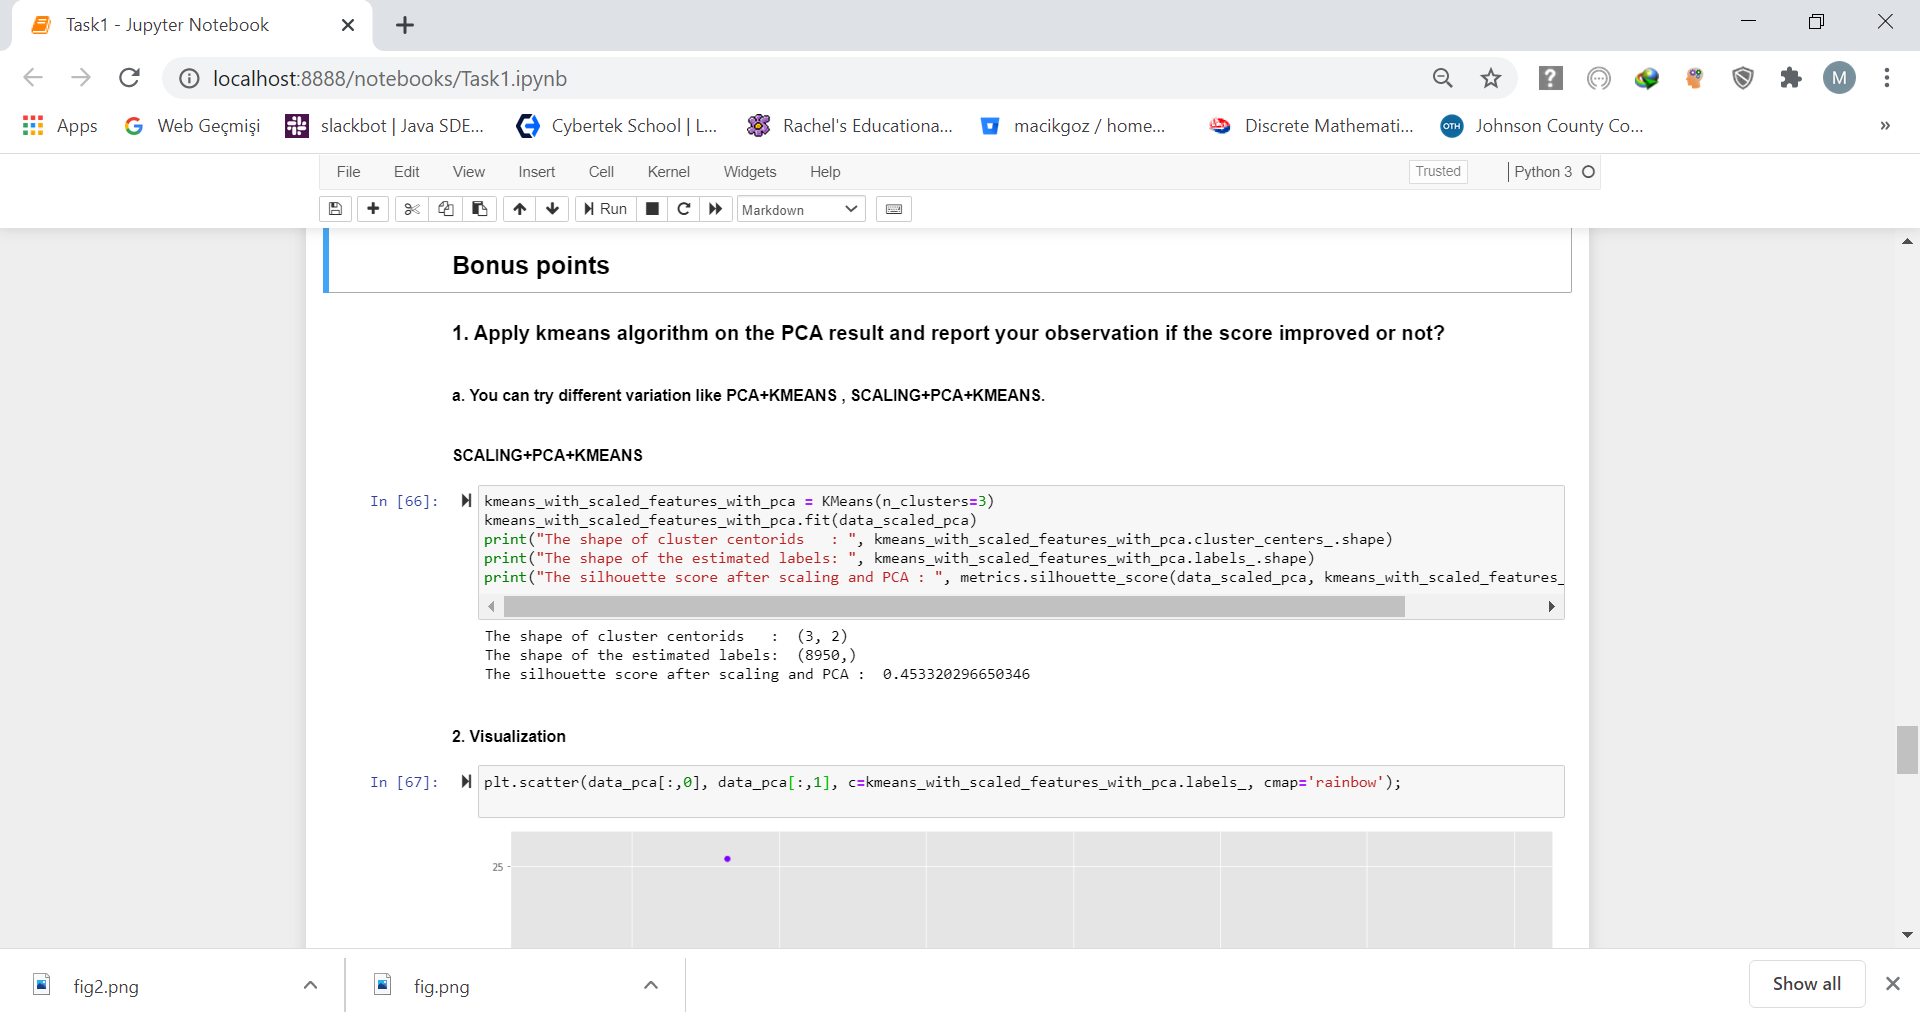 Task1 - Jupyter Notebook
localhost:8888/notebooks/Task1.ipynb
M
Apps
Web Geçmişi
slackbot | Java SDE...
Cybertek School | L...
Rachel's Educationa...
macikgoz / home...
Discrete Mathemati...
OTH
Johnson County Co...
»
File Edit View Insert Cell Kernel Widgets Help
Trusted
Python 3
Run
Markdown
Bonus points
1. Apply kmeans algorithm on the PCA result and report your observation if the score improved or not?
a. You can try different variation like PCA+KMEANS , SCALING+PCA+KMEANS.
SCALING+PCA+KMEANS
In [66]:
kmeans_with_scaled_features_with_pca = KMeans(n_clusters=3)
kmeans_with_scaled_features_with_pca.fit(data_scaled_pca)
print("The shape of cluster centorids   : ", kmeans_with_scaled_features_with_pca.cluster_centers_.shape)
print("The shape of the estimated labels: ", kmeans_with_scaled_features_with_pca.labels_.shape)
print("The silhouette score after scaling and PCA : ", metrics.silhouette_score(data_scaled_pca, kmeans_with_scaled_features_
The shape of cluster centorids   :  (3, 2)
The shape of the estimated labels:  (8950,)
The silhouette score after scaling and PCA :  0.453320296650346
2. Visualization
In [67]:
plt.scatter(data_pca[:,0], data_pca[:,1], c=kmeans_with_scaled_features_with_pca.labels_, cmap='rainbow');
25
fig2.png
fig.png
Show all